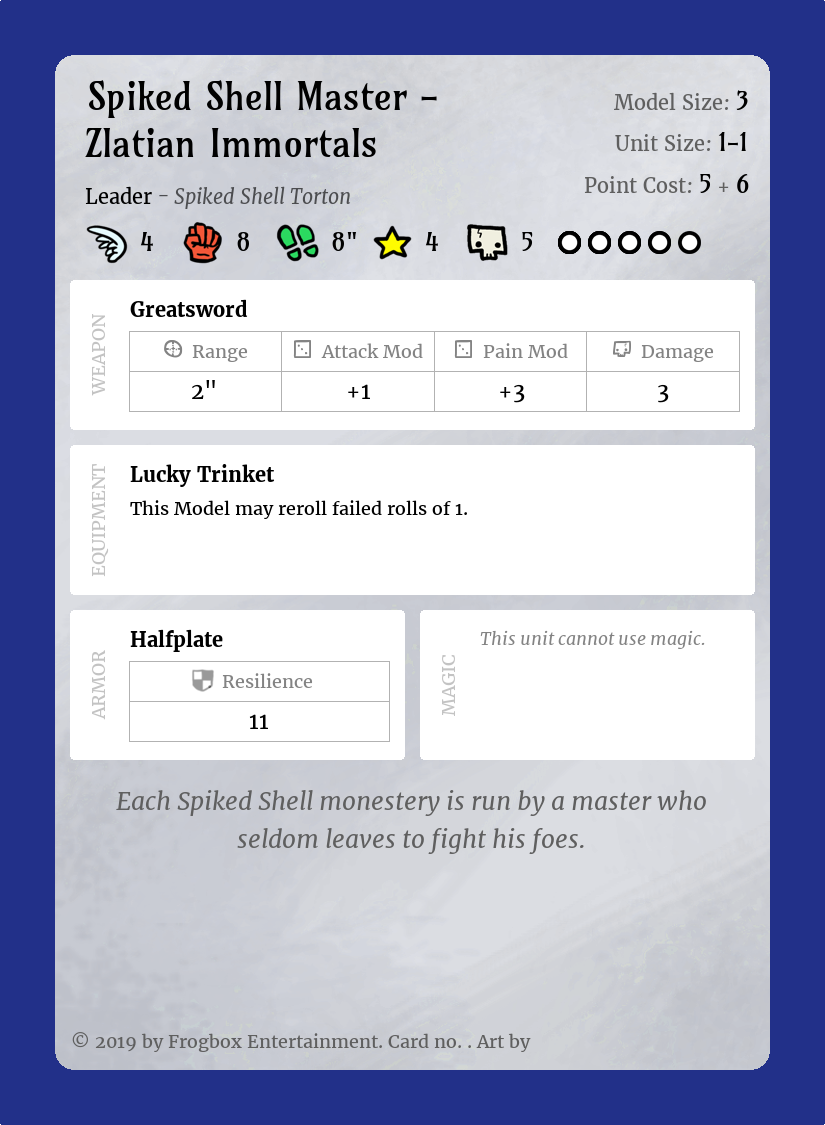 Spiked Shell Master –
Zlatian Immortals
Model Size: 3
Unit Size: 1-1
Point Cost: 5 + 6
Leader - Spiked Shell Torton
4 8 8" 4 5
WEAPON
Greatsword
Range Attack Mod Pain Mod Damage
2" +1 +3 3
EQUIPMENT
Lucky Trinket
This Model may reroll failed rolls of 1.
ARMOR
Halfplate
Resilience
11
MAGIC
This unit cannot use magic.
Each Spiked Shell monestery is run by a master who
seldom leaves to fight his foes.
© 2019 by Frogbox Entertainment. Card no. . Art by